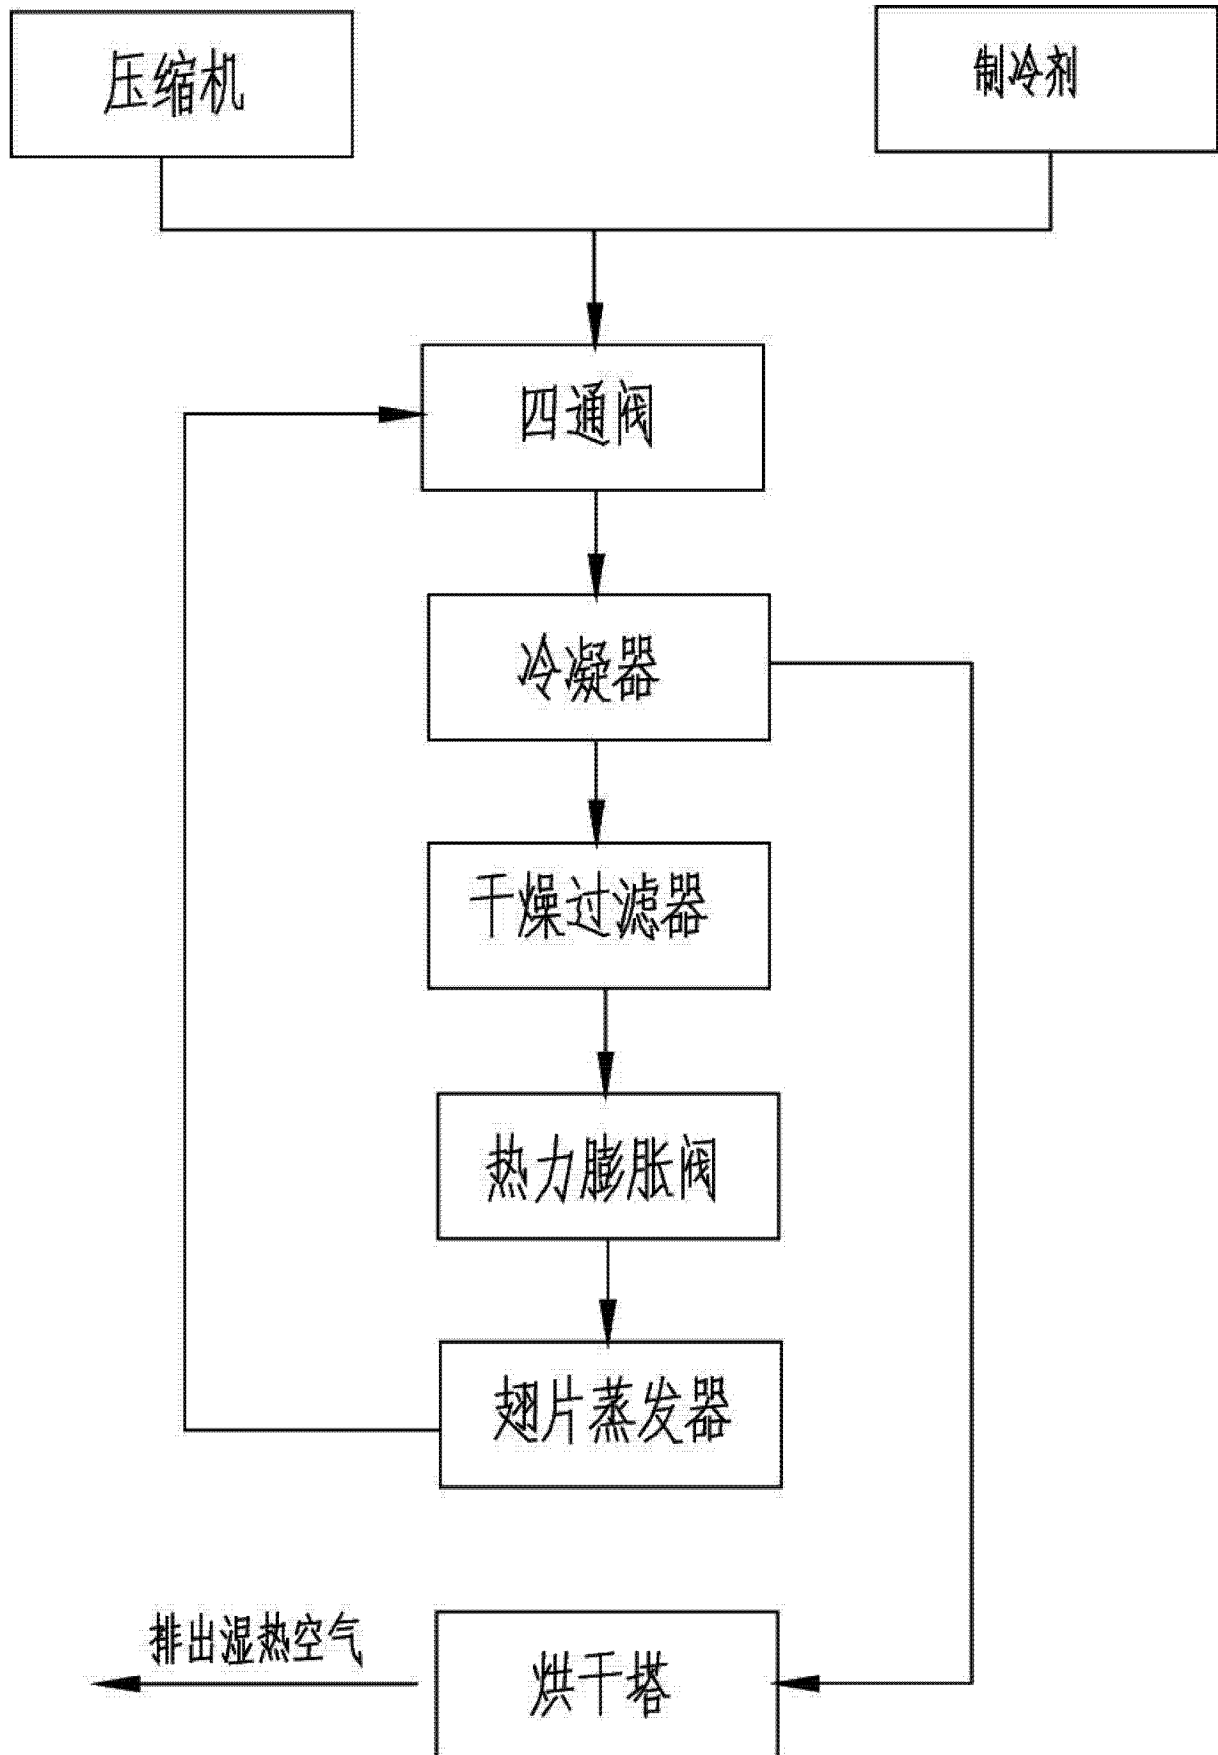 压缩机
制冷剂
四通阀
冷凝器
干燥过滤器
热力膨胀阀
翅片蒸发器
排出湿热空气
烘干塔